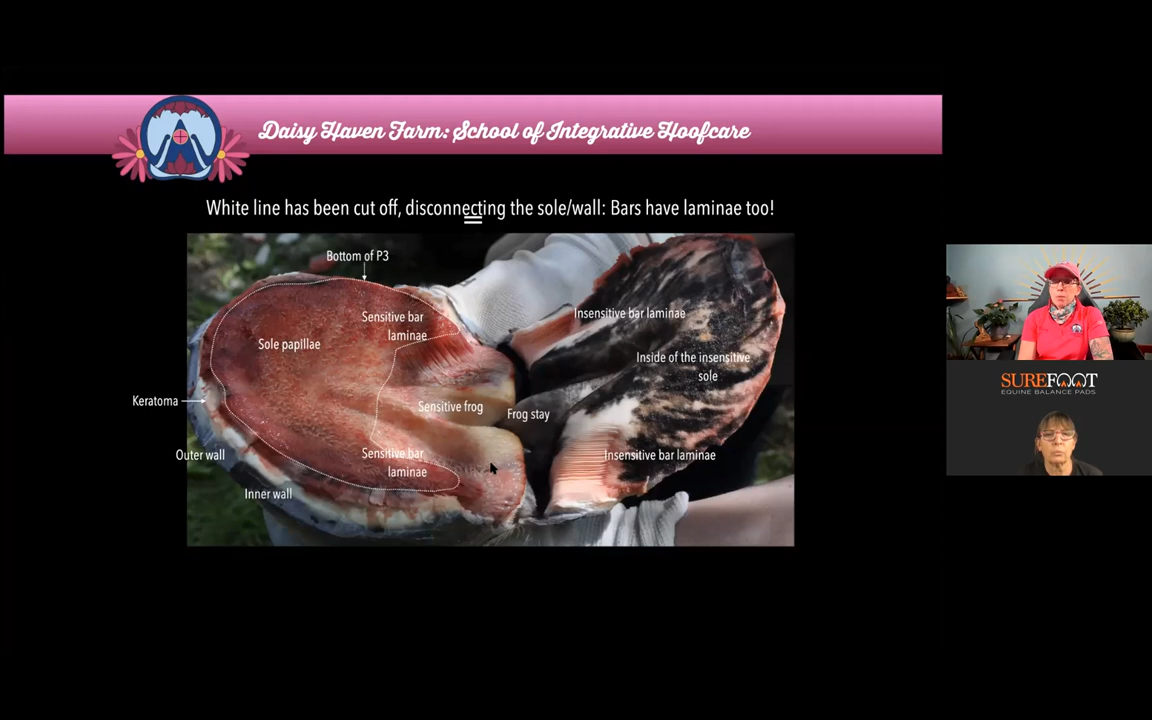 Daisy Haven Farm: School of Integrative Hoofcare
White line has been cut off, disconnecting the sole/wall: Bars have laminae too!
Bottom of P3
Sensitive bar
laminae
Insensitive bar laminae
Sole papillae
Inside of the insensitive
sole
Keratoma
Sensitive frog
Frog stay
Outer wall
Sensitive bar
laminae
Insensitive bar laminae
Inner wall
SUREFOOT
EQUINE BALANCE PADS